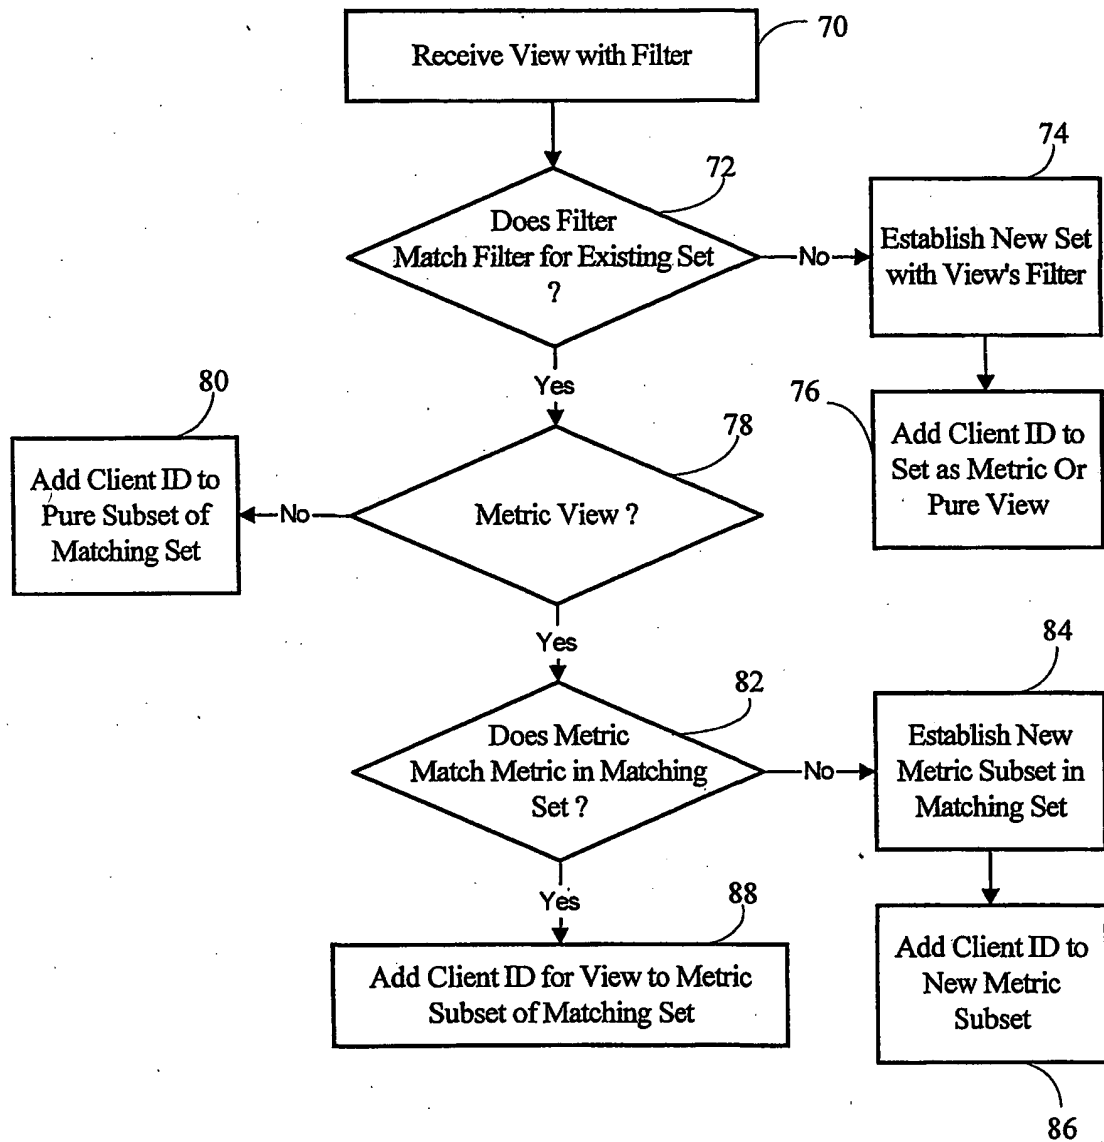 70
Receive View with Filter
72
Does Filter
Match Filter for Existing Set
?
No
74
Establish New Set
with View's Filter
Yes
76
Add Client ID to
Set as Metric Or
Pure View
78
Metric View ?
No
80
Add Client ID to
Pure Subset of
Matching Set
Yes
82
Does Metric
Match Metric in Matching
Set ?
No
84
Establish New
Metric Subset in
Matching Set
Yes
88
Add Client ID for View to Metric
Subset of Matching Set
Add Client ID to
New Metric
Subset
86